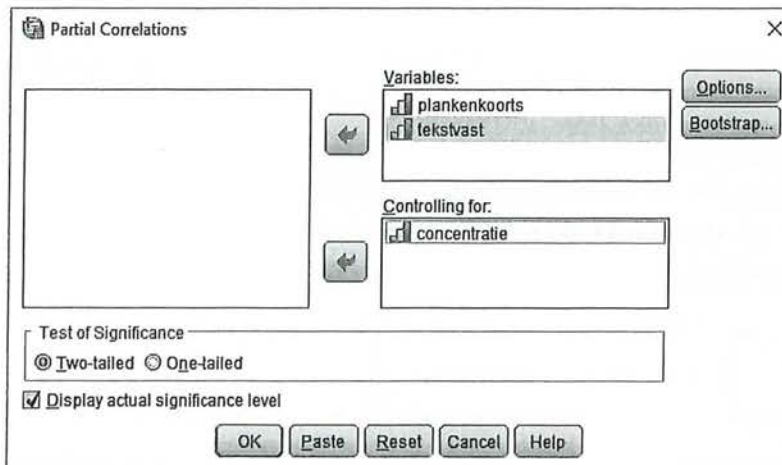 Partial Correlations
Variables:
plankenkoorts
tekstvast
Options...
Bootstrap...
Controlling for:
concentratie
Test of Significance
Two-tailed One-tailed
Display actual significance level
OK Paste Reset Cancel Help